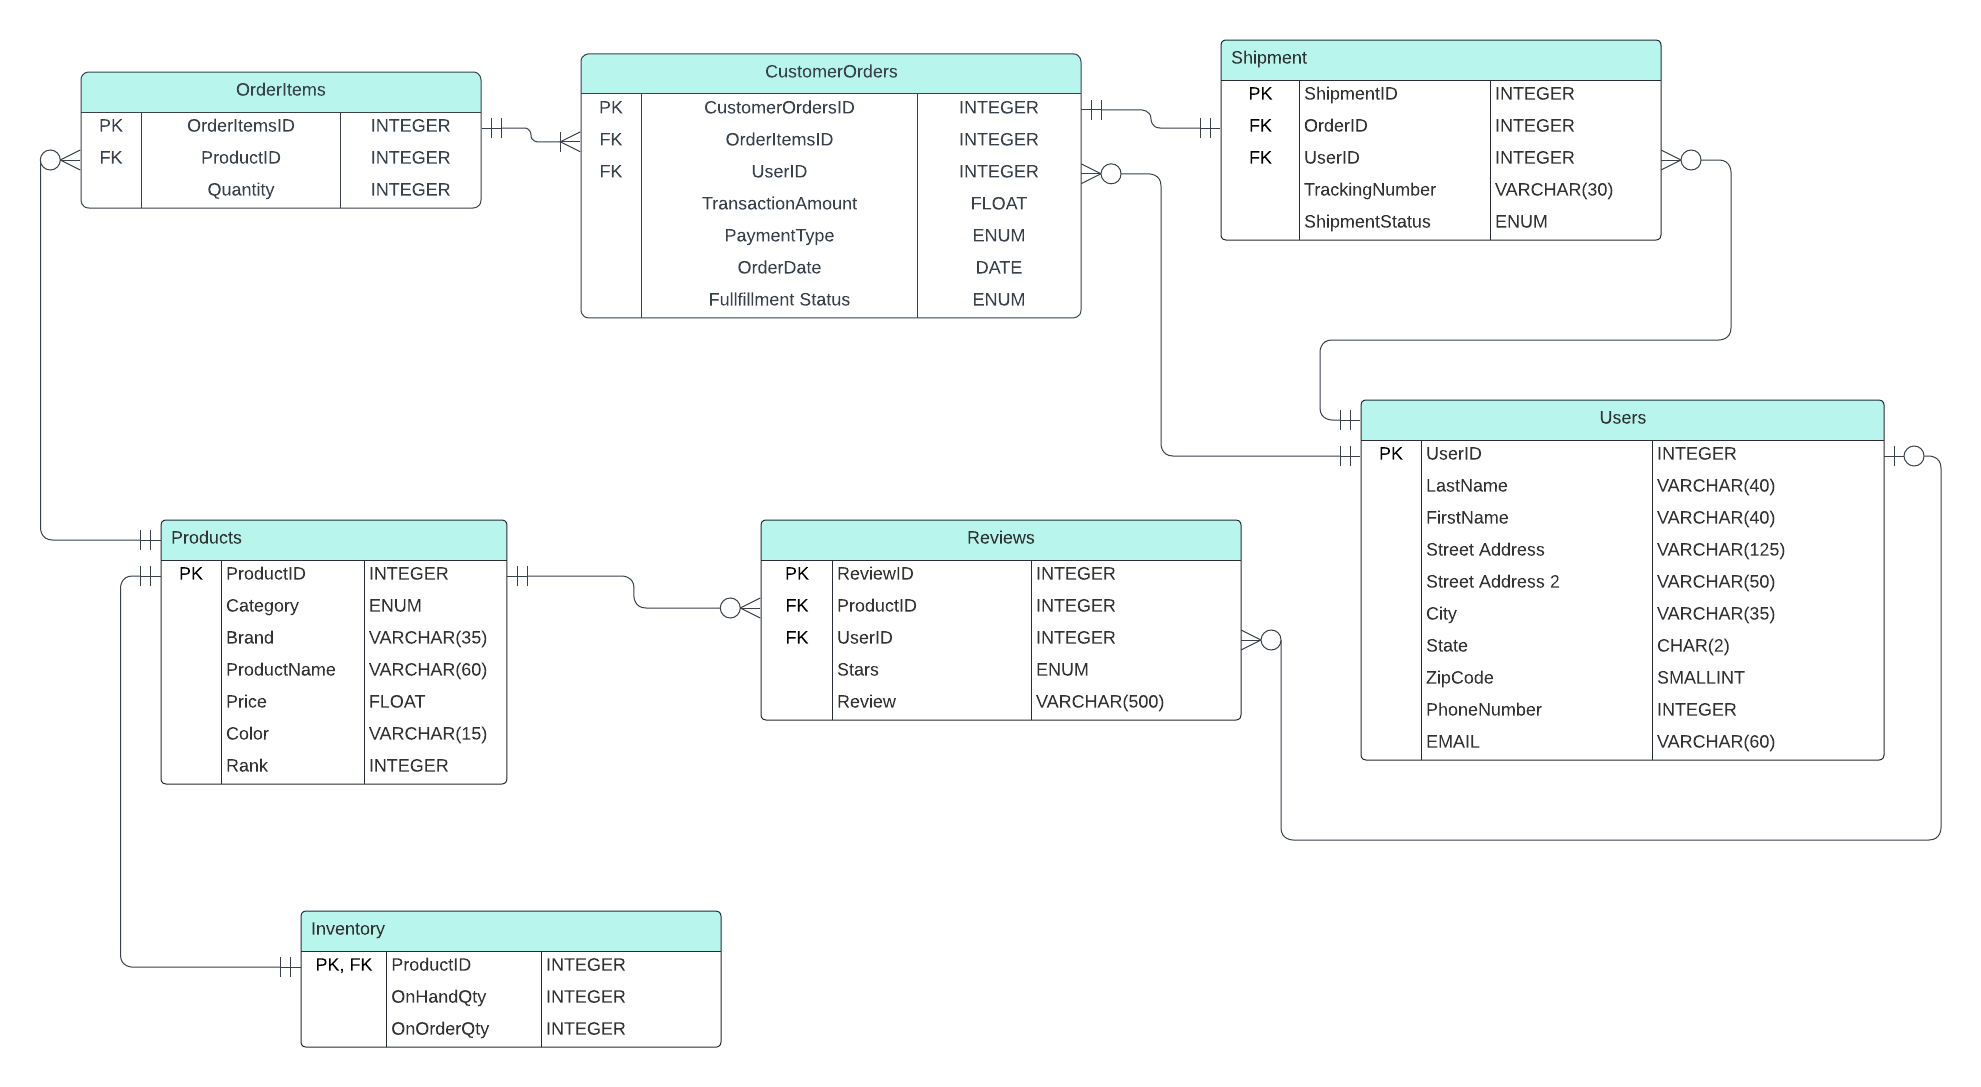 OrderItems
PK OrderItemsID INTEGER
FK ProductID INTEGER
Quantity INTEGER
CustomerOrders
PK CustomerOrdersID INTEGER
FK OrderItemsID INTEGER
FK UserID INTEGER
TransactionAmount FLOAT
PaymentType ENUM
OrderDate DATE
Fullfillment Status ENUM
Shipment
PK ShipmentID INTEGER
FK OrderID INTEGER
FK UserID INTEGER
TrackingNumber VARCHAR(30)
ShipmentStatus ENUM
Users
PK UserID INTEGER
LastName VARCHAR(40)
FirstName VARCHAR(40)
Street Address VARCHAR(125)
Street Address 2 VARCHAR(50)
City VARCHAR(35)
State CHAR(2)
ZipCode SMALLINT
PhoneNumber INTEGER
EMAIL VARCHAR(60)
Products
PK ProductID INTEGER
Category ENUM
Brand VARCHAR(35)
ProductName VARCHAR(60)
Price FLOAT
Color VARCHAR(15)
Rank INTEGER
Reviews
PK ReviewID INTEGER
FK ProductID INTEGER
FK UserID INTEGER
Stars ENUM
Review VARCHAR(500)
Inventory
PK, FK ProductID INTEGER
OnHandQty INTEGER
OnOrderQty INTEGER